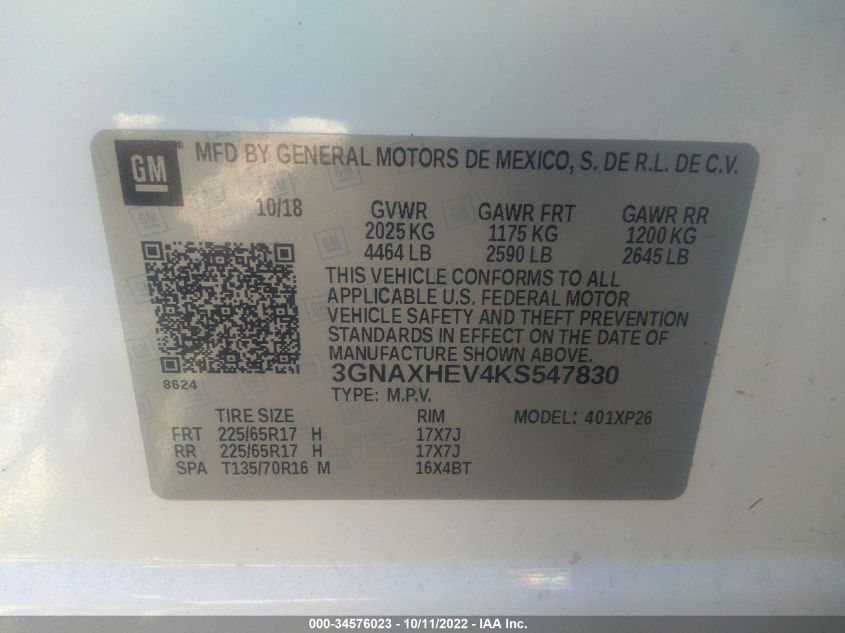 GM
MFD BY GENERAL MOTORS DE MEXICO, S. DE R.L. DE C.V.
10/18 GVWR GAWR FRT GAWR RR
2025 KG 1175 KG 1200 KG
4464 LB 2590 LB 2645 LB
THIS VEHICLE CONFORMS TO ALL
APPLICABLE U.S. FEDERAL MOTOR
VEHICLE SAFETY AND THEFT PREVENTION
STANDARDS IN EFFECT ON THE DATE OF
MANUFACTURE SHOWN ABOVE.
8624 3GNAXHEV4KS547830
TYPE: M.P.V.
TIRE SIZE RIM MODEL: 401XP26
FRT 225/65R17 H 17X7J
RR 225/65R17 H 17X7J
SPA T135/70R16 M 16X4BT
000-34576023 - 10/11/2022 - IAA Inc.